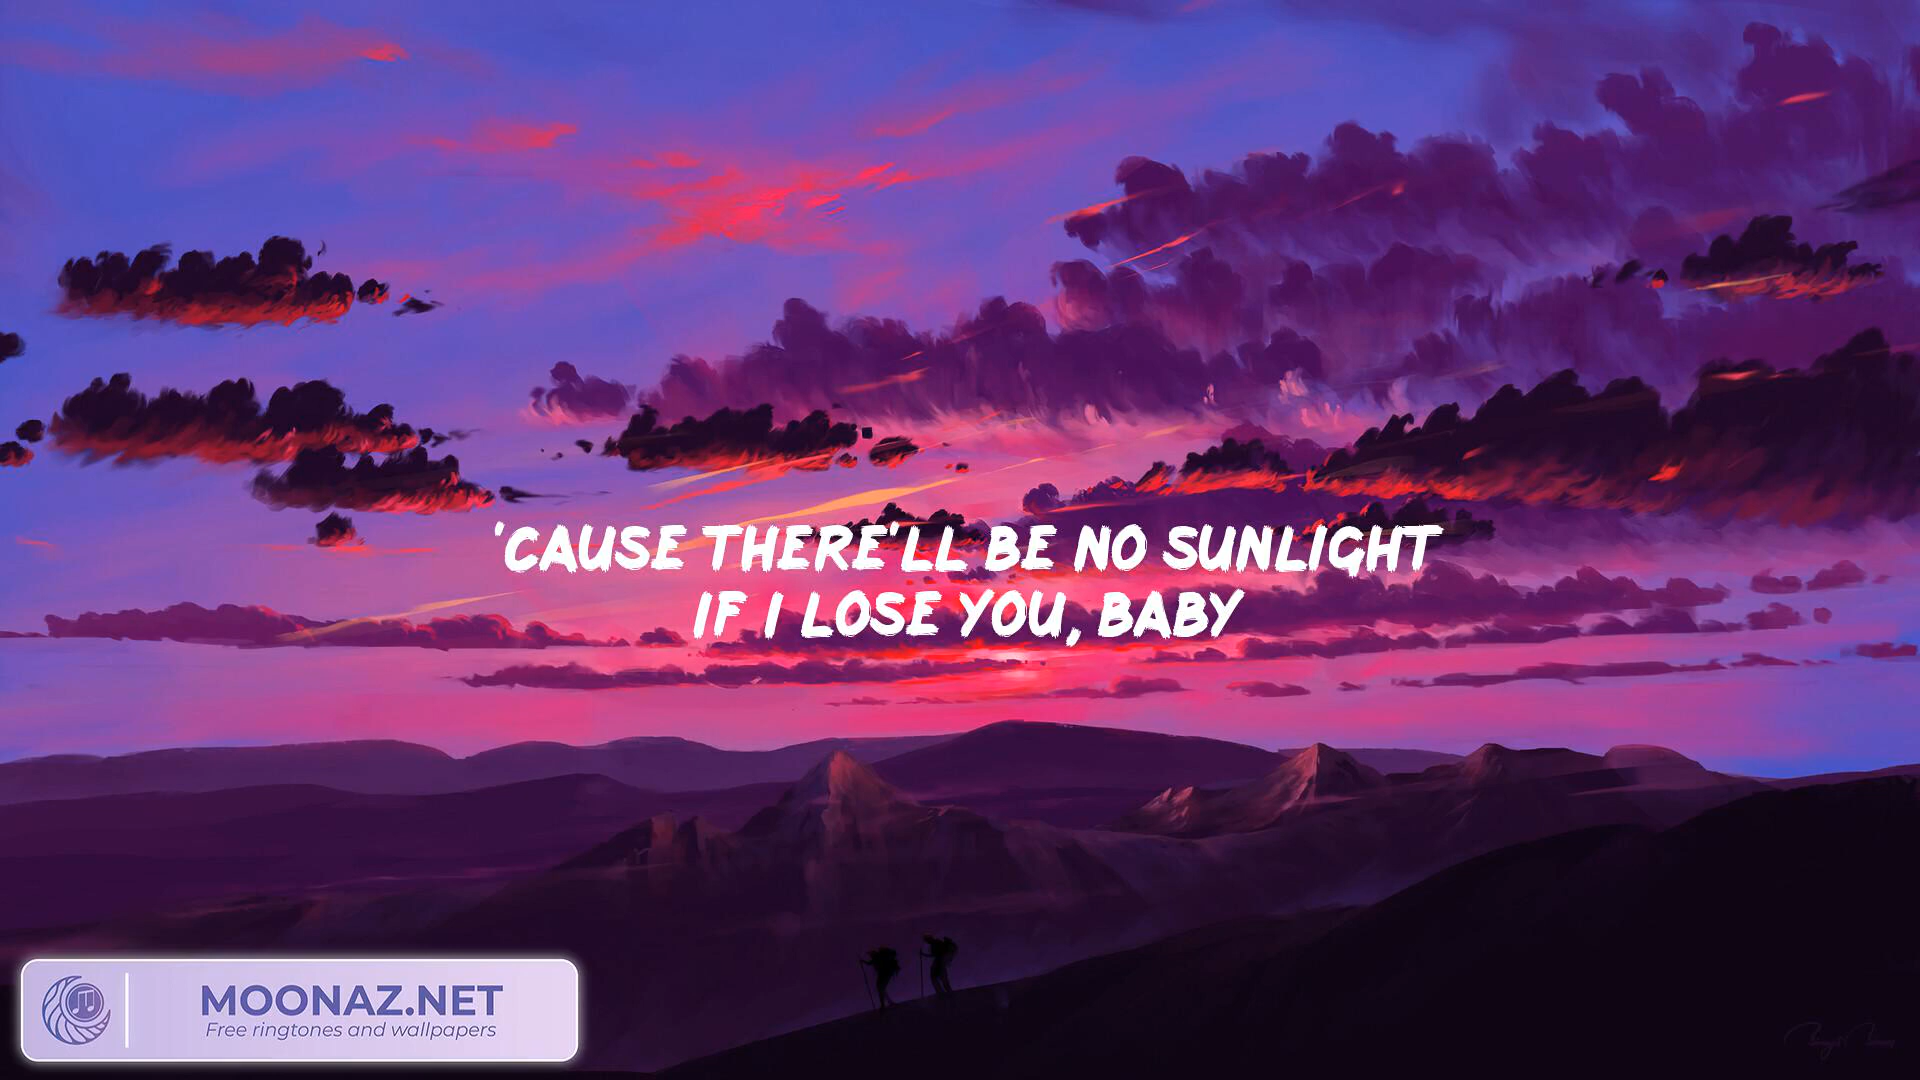 'CAUSE THERE'LL BE NO SUNLIGHT
IF I LOSE YOU, BABY
MOONAZ.NET
Free ringtones and wallpapers